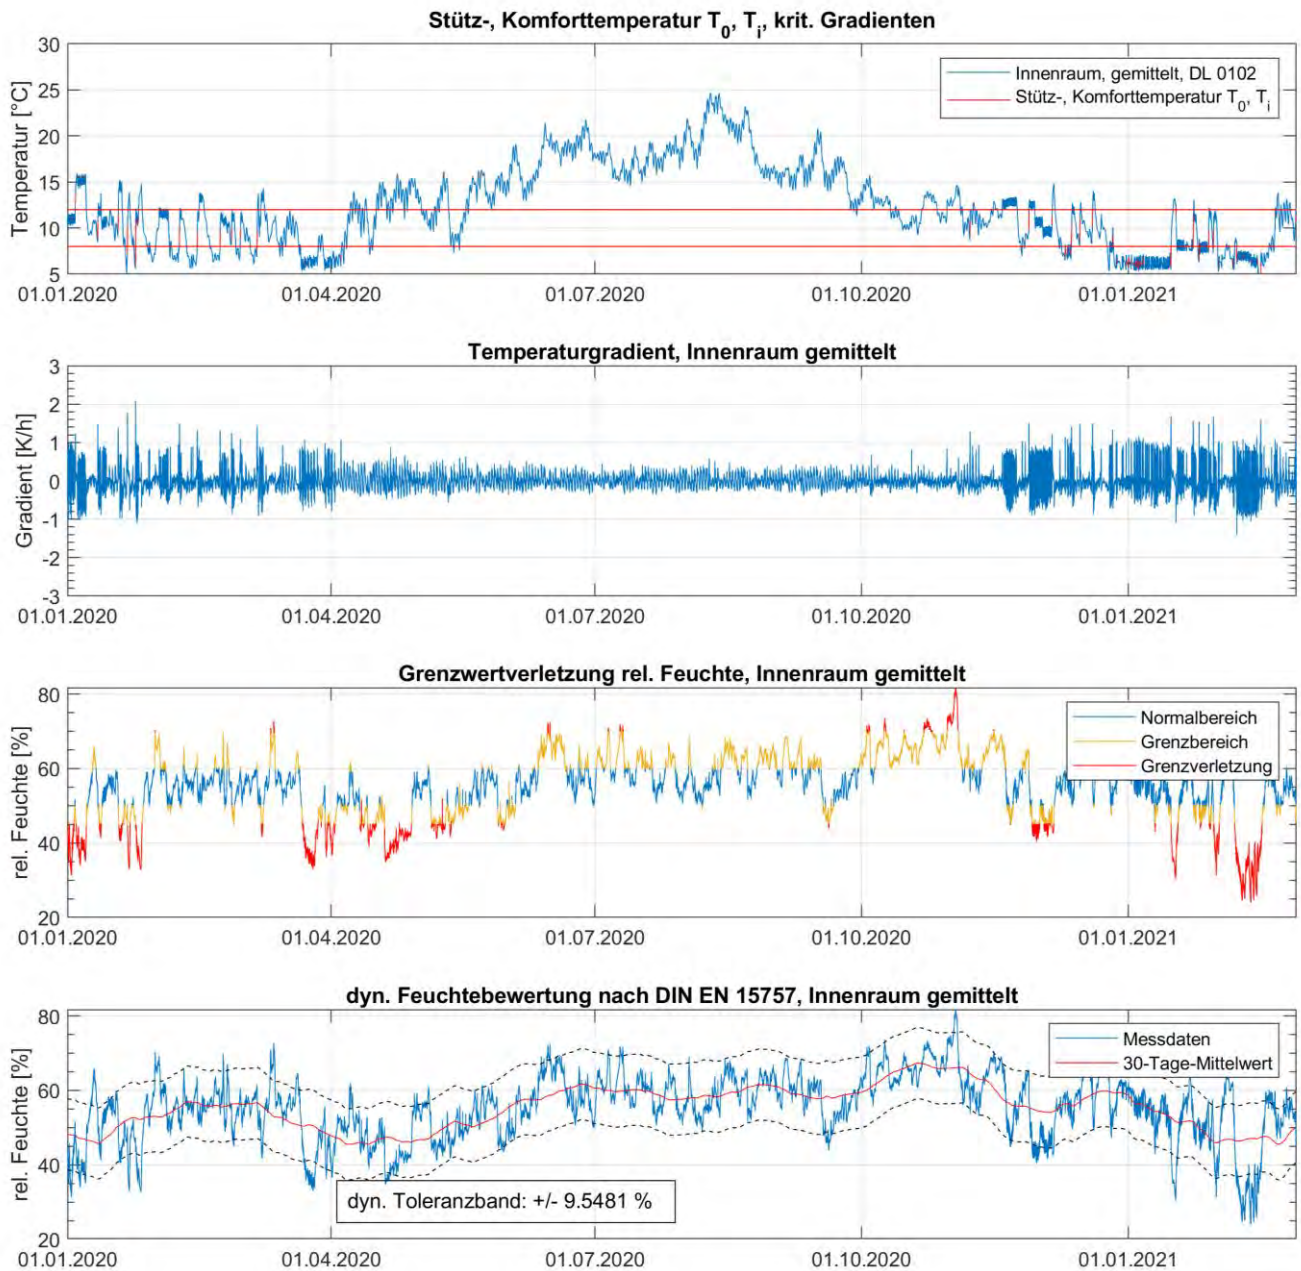 Stütz-, Komforttemperatur T0, Ti, krit. Gradienten
Temperatur [°C]
30
25
20
15
10
5
Innenraum, gemittelt, DL 0102
Stütz-, Komforttemperatur T0, Ti
01.01.2020 01.04.2020 01.07.2020 01.10.2020 01.01.2021
Temperaturgradient, Innenraum gemittelt
Gradient [K/h]
3
2
1
0
-1
-2
-3
01.01.2020 01.04.2020 01.07.2020 01.10.2020 01.01.2021
Grenzwertverletzung rel. Feuchte, Innenraum gemittelt
rel. Feuchte [%]
80
60
40
20
Normalbereich
Grenzbereich
Grenzverletzung
01.01.2020 01.04.2020 01.07.2020 01.10.2020 01.01.2021
dyn. Feuchtebewertung nach DIN EN 15757, Innenraum gemittelt
rel. Feuchte [%]
80
60
40
20
Messdaten
30-Tage-Mittelwert
dyn. Toleranzband: +/- 9.5481 %
01.01.2020 01.04.2020 01.07.2020 01.10.2020 01.01.2021